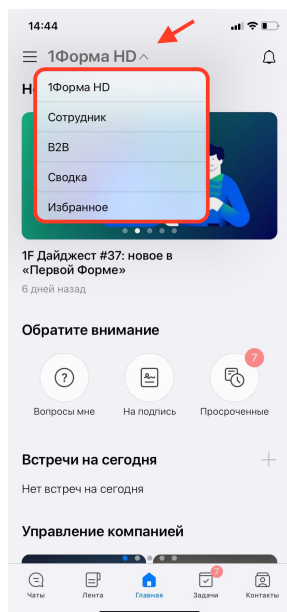 14:44
1Форма HD
1Форма HD
Сотрудник
B2B
Сводка
Избранное
1F Дайджест #37: новое в
«Первой Форме»
6 дней назад
Обратите внимание
7
Вопросы мне
На подпись
Просроченные
Встречи на сегодня
Нет встреч на сегодня
Управление компанией
7
Чаты
Лента
Главная
Задачи
Контакты